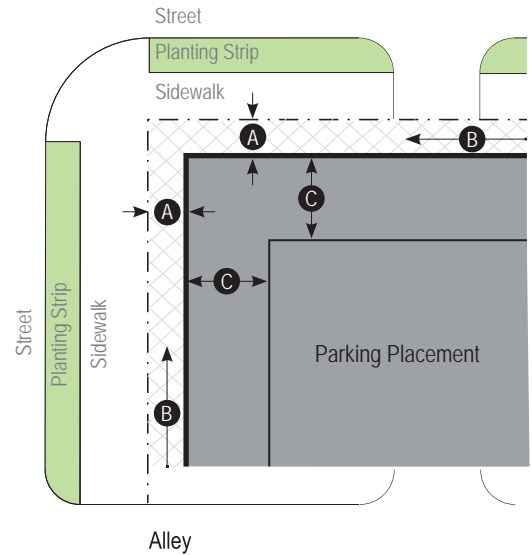 Street
Planting Strip
Sidewalk
A
B
A
C
C
Street
Planting Strip
Sidewalk
Parking Placement
B
Alley